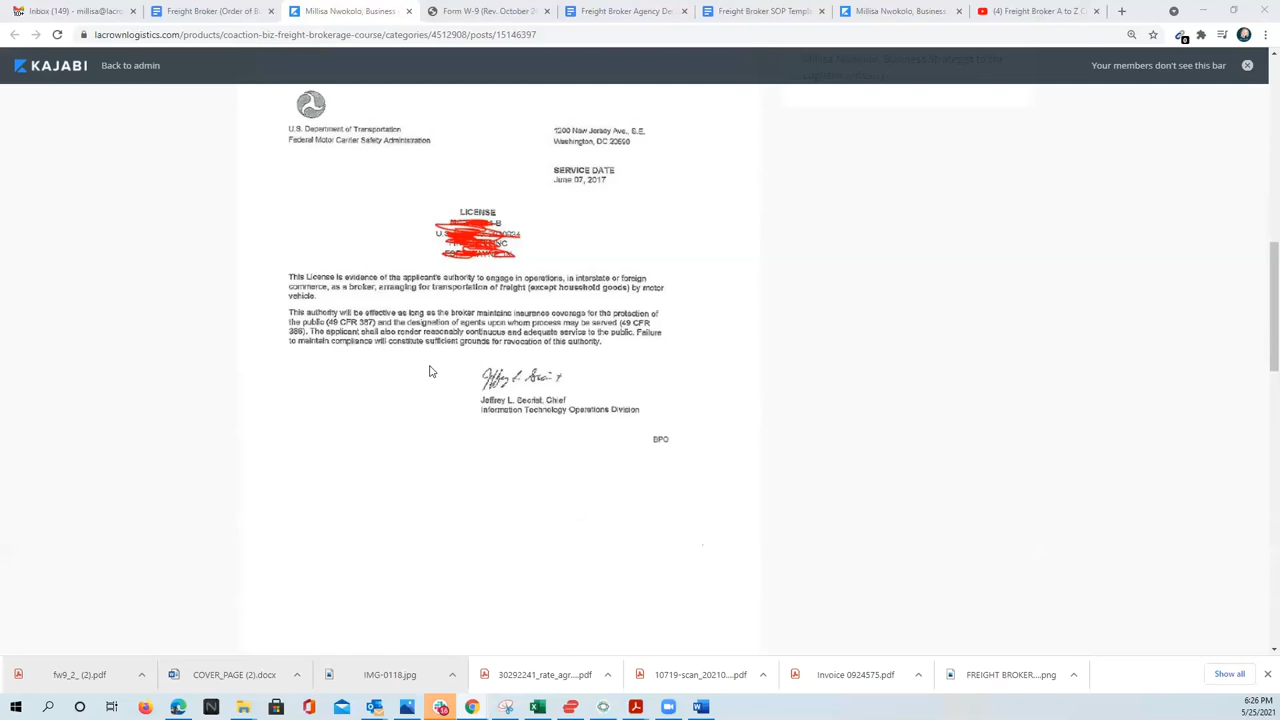 Inbox (149) - milisa@lacrow
Freight Broker (Order of B
Millisa Nwokolo, Business
Form W-9 (Rev. October 20
Freight Broker Agency De
Freight Broker SOP Templ
Millisa Nwokolo, Business
(4) Freight Broker A to Z C
lacrownlogistics.com/products/coaction-biz-freight-brokerage-course/categories/4512908/posts/15146397
KAJABI
Back to admin
Your members don't see this bar
U.S. Department of Transportation
Federal Motor Carrier Safety Administration
1200 New Jersey Ave., S.E.
Washington, DC 20590
SERVICE DATE
June 07, 2017
LICENSE
This License is evidence of the applicant's authority to engage in operations, in interstate or foreign
commerce, as a broker, arranging for transportation of freight (except household goods) by motor
vehicle.
This authority will be effective as long as the broker maintains insurance coverage for the protection of
the public (49 CFR 387) and the designation of agents upon whom process may be served (49 CFR
366). The applicant shall also render reasonably continuous and adequate service to the public. Failure
to maintain compliance will constitute sufficient grounds for revocation of this authority.
Jeffrey L. Secrist, Chief
Information Technology Operations Division
BPO
fw9_2_ (2).pdf
COVER_PAGE (2).docx
IMG-0118.jpg
30292241_rate_agr....pdf
10719-scan_20210....pdf
Invoice 0924575.pdf
FREIGHT BROKER....png
Show all
6:26 PM
5/25/2021